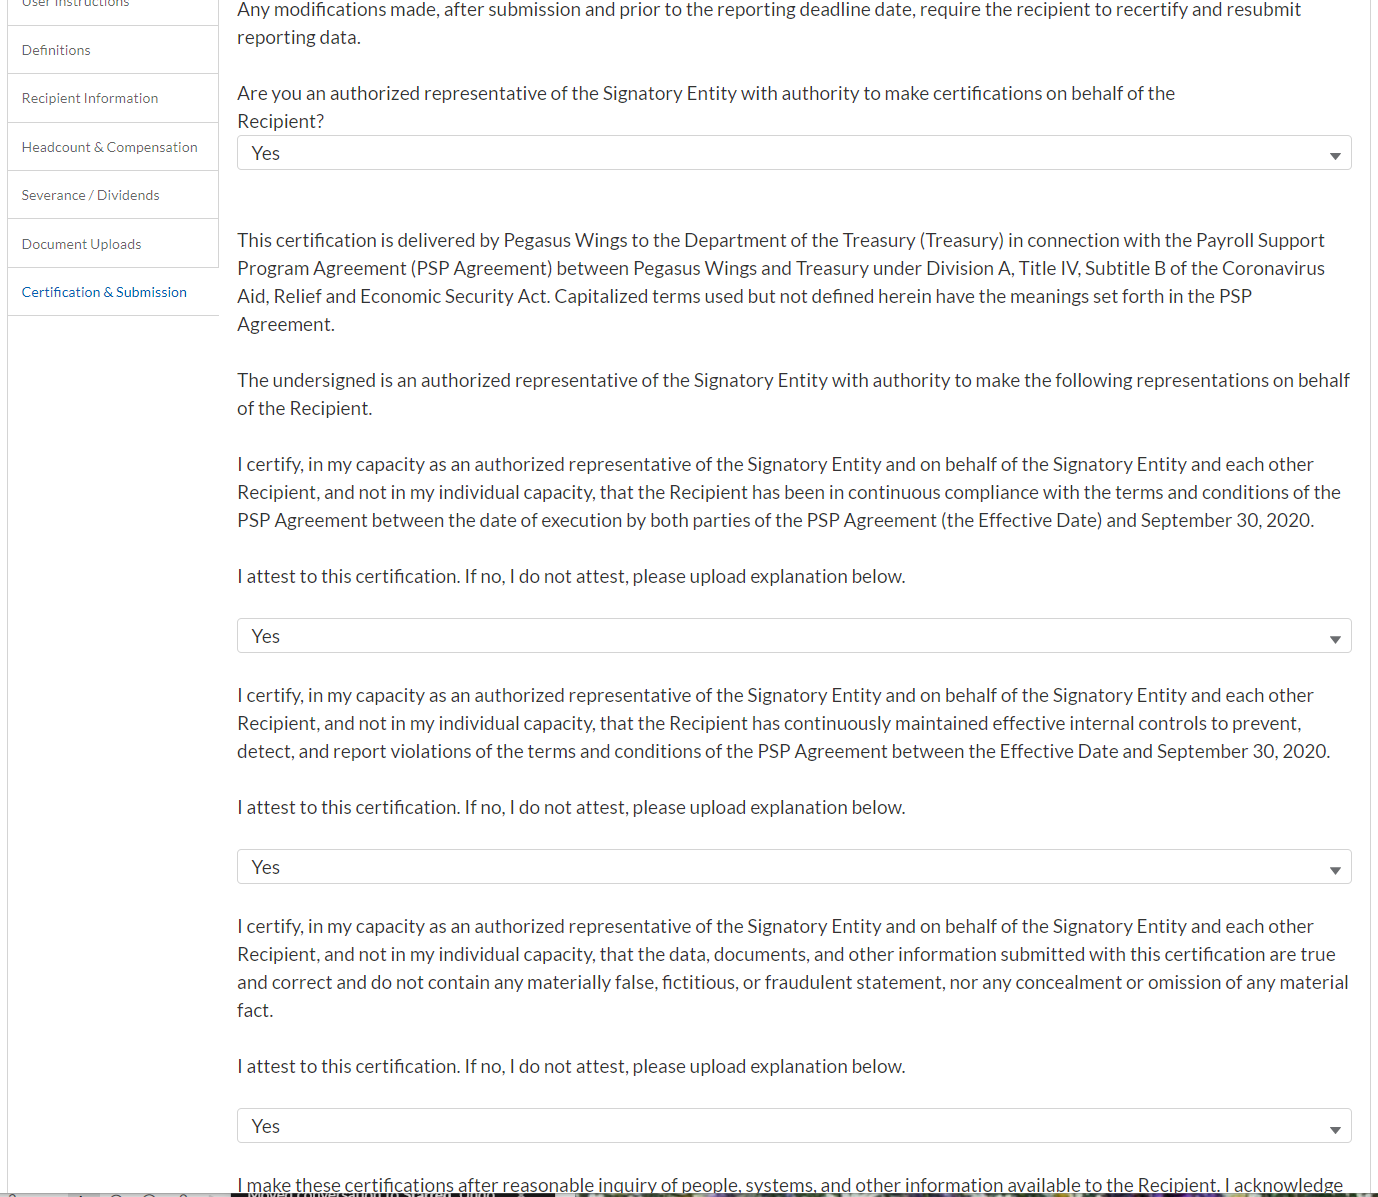 User Instructions
Definitions
Recipient Information
Headcount & Compensation
Severance / Dividends
Document Uploads
Certification & Submission
Any modifications made, after submission and prior to the reporting deadline date, require the recipient to recertify and resubmit
reporting data.
Are you an authorized representative of the Signatory Entity with authority to make certifications on behalf of the
Recipient?
Yes
This certification is delivered by Pegasus Wings to the Department of the Treasury (Treasury) in connection with the Payroll Support
Program Agreement (PSP Agreement) between Pegasus Wings and Treasury under Division A, Title IV, Subtitle B of the Coronavirus
Aid, Relief and Economic Security Act. Capitalized terms used but not defined herein have the meanings set forth in the PSP
Agreement.
The undersigned is an authorized representative of the Signatory Entity with authority to make the following representations on behalf
of the Recipient.
I certify, in my capacity as an authorized representative of the Signatory Entity and on behalf of the Signatory Entity and each other
Recipient, and not in my individual capacity, that the Recipient has been in continuous compliance with the terms and conditions of the
PSP Agreement between the date of execution by both parties of the PSP Agreement (the Effective Date) and September 30, 2020.
I attest to this certification. If no, I do not attest, please upload explanation below.
Yes
I certify, in my capacity as an authorized representative of the Signatory Entity and on behalf of the Signatory Entity and each other
Recipient, and not in my individual capacity, that the Recipient has continuously maintained effective internal controls to prevent,
detect, and report violations of the terms and conditions of the PSP Agreement between the Effective Date and September 30, 2020.
I attest to this certification. If no, I do not attest, please upload explanation below.
Yes
I certify, in my capacity as an authorized representative of the Signatory Entity and on behalf of the Signatory Entity and each other
Recipient, and not in my individual capacity, that the data, documents, and other information submitted with this certification are true
and correct and do not contain any materially false, fictitious, or fraudulent statement, nor any concealment or omission of any material
fact.
I attest to this certification. If no, I do not attest, please upload explanation below.
Yes
I make these certifications after reasonable inquiry of people, systems, and other information available to the Recipient. I acknowledge